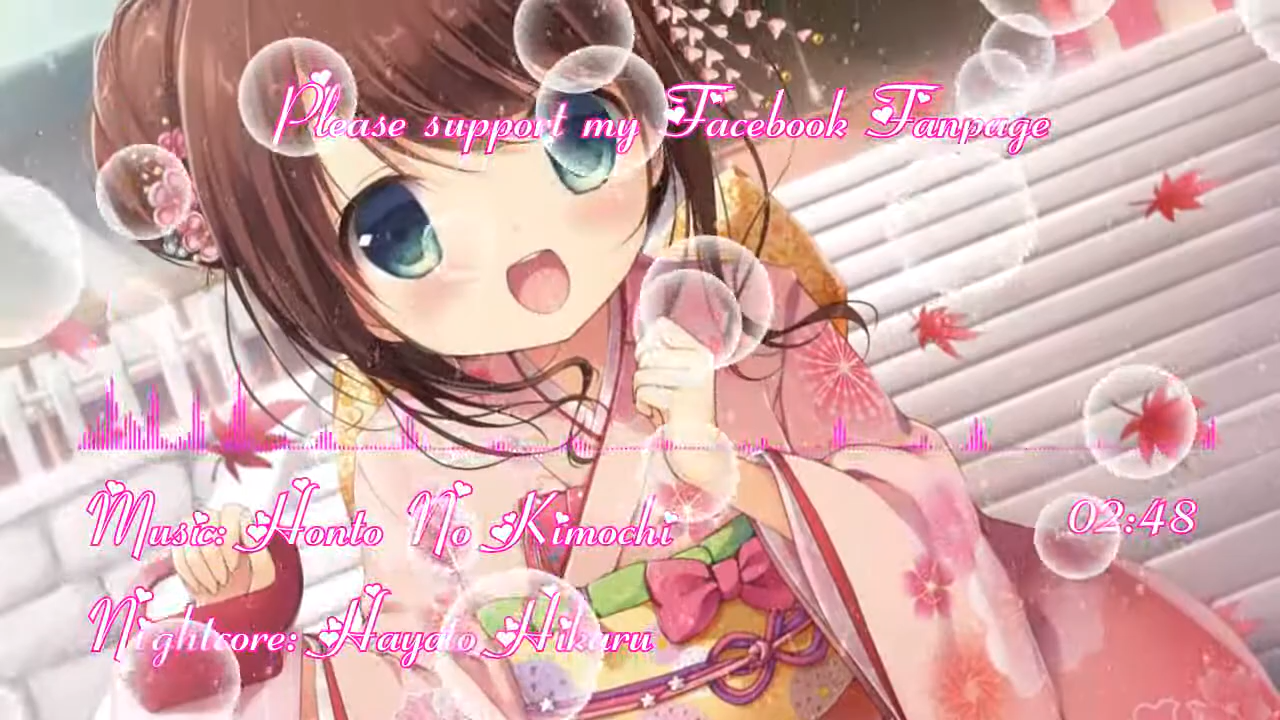 Please support my Facebook Fanpage
Music: Honto No Kimochi
02:48
Nightcore: Hayato Hikaru